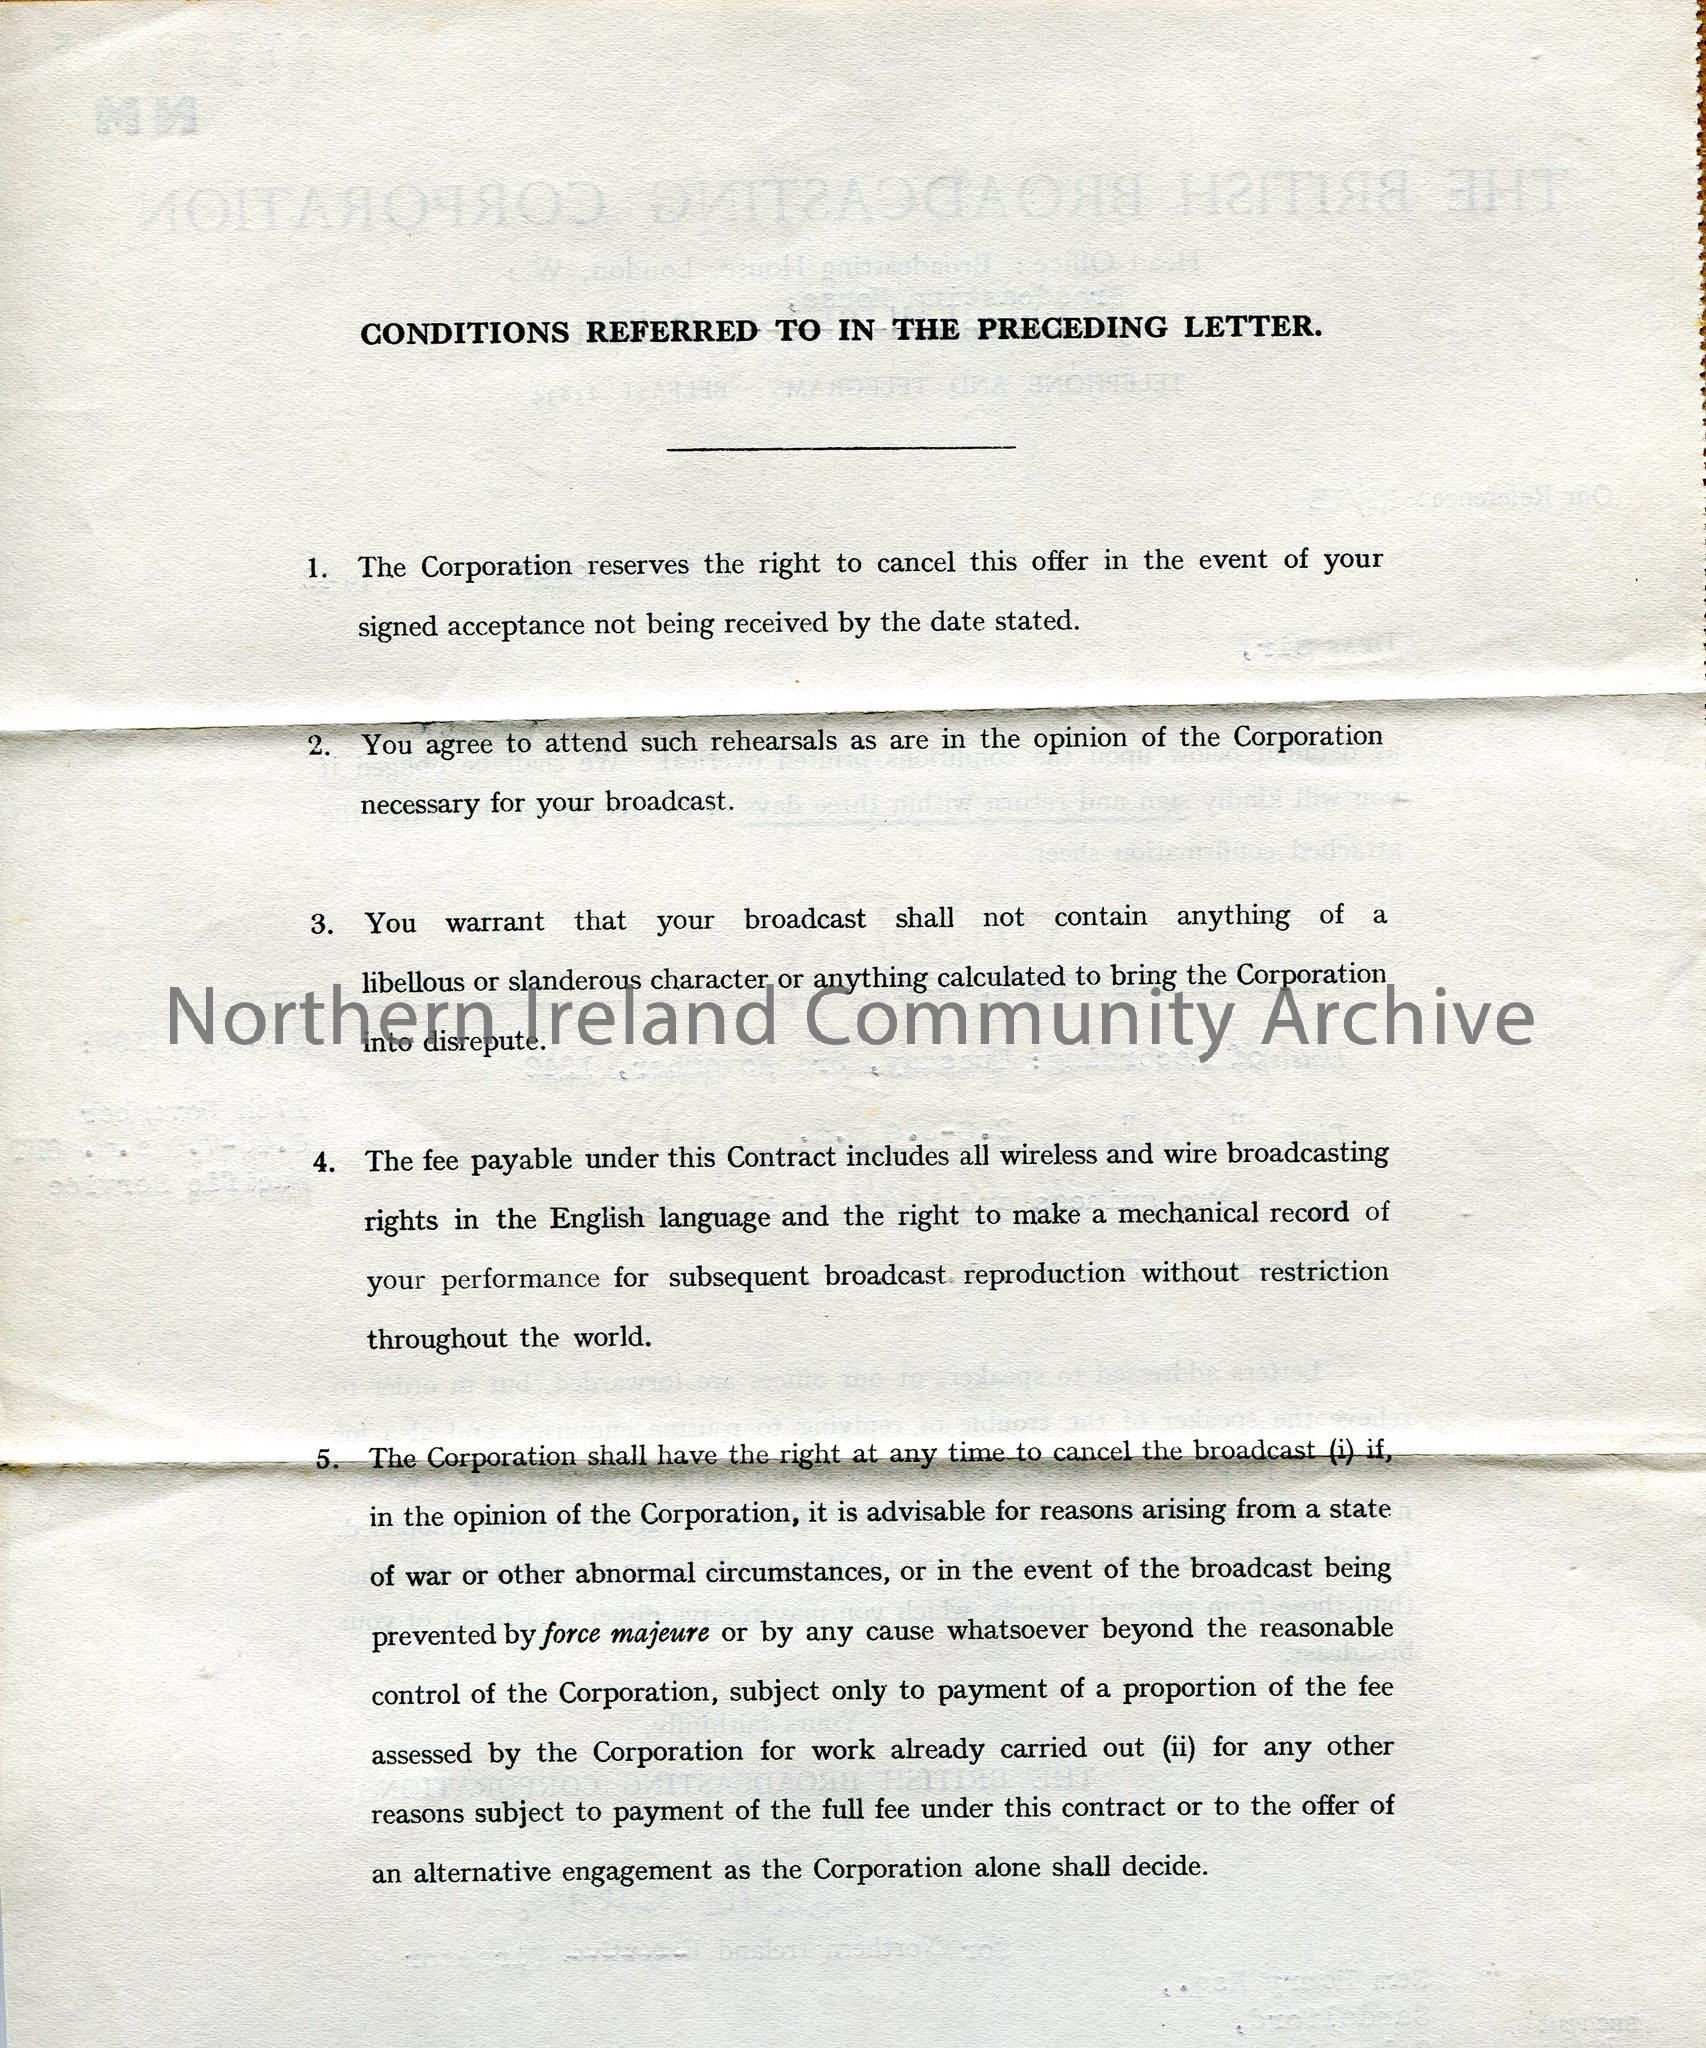 CONDITIONS REFERRED TO IN THE PRECEDING LETTER.
1. The Corporation reserves the right to cancel this offer in the event of your
signed acceptance not being received by the date stated.
2. You agree to attend such rehearsals as are in the opinion of the Corporation
necessary for your broadcast.
3. You warrant that your broadcast shall not contain anything of a
libellous or slanderous character or anything calculated to bring the Corporation
Northern Ireland Community Archive
into disrepute.
4. The fee payable under this Contract includes all wireless and wire broadcasting
rights in the English language and the right to make a mechanical record of
your performance for subsequent broadcast reproduction without restriction
throughout the world.
5. The Corporation shall have the right at any time to cancel the broadcast (i) if,
in the opinion of the Corporation, it is advisable for reasons arising from a state
of war or other abnormal circumstances, or in the event of the broadcast being
prevented by force majeure or by any cause whatsoever beyond the reasonable
control of the Corporation, subject only to payment of a proportion of the fee
assessed by the Corporation for work already carried out (ii) for any other
reasons subject to payment of the full fee under this contract or to the offer of
an alternative engagement as the Corporation alone shall decide.